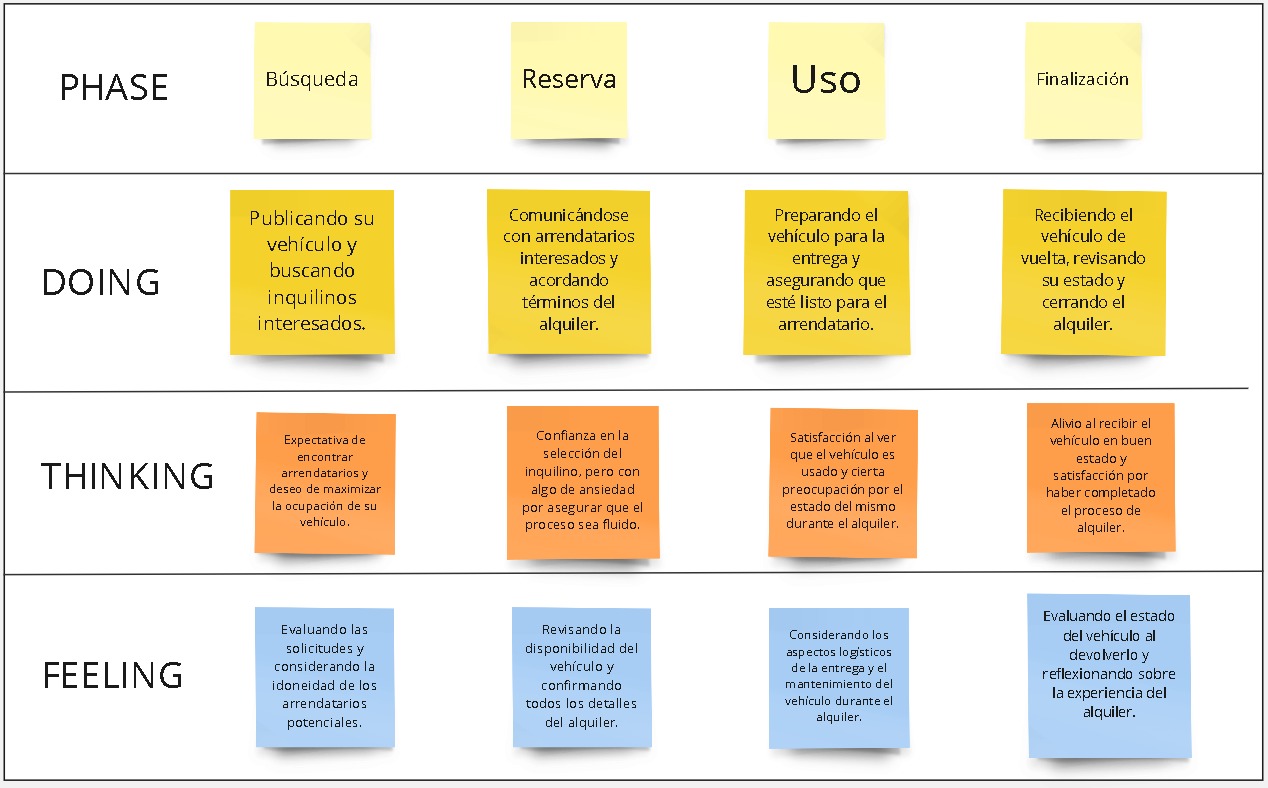 PHASE
Búsqueda
Reserva
Uso
Finalización
DOING
Publicando su
vehículo y
buscando
inquilinos
interesados.
Comunicándose
con arrendatarios
interesados y
acordando
términos del
alquiler.
Preparando el
vehículo para la
entrega y
asegurando que
esté listo para el
arrendatario.
Recibiendo el
vehículo de
vuelta, revisando
su estado y
cerrando el
alquiler.
THINKING
Expectativa de
encontrar
arrendatarios y
deseo de maximizar
la ocupación de su
vehículo.
Confianza en la
selección del
inquilino, pero con
algo de ansiedad
por asegurar que el
proceso sea fluido.
Satisfacción al ver
que el vehículo es
usado y cierta
preocupación por el
estado del mismo
durante el alquiler.
Alivio al recibir el
vehículo en buen
estado y
satisfacción por
haber completado
el proceso de
alquiler.
FEELING
Evaluando las
solicitudes y
considerando la
idoneidad de los
arrendatarios
potenciales.
Revisando la
disponibilidad del
vehículo y
confirmando
todos los detalles
del alquiler.
Considerando los
aspectos logísticos
de la entrega y el
mantenimiento del
vehículo durante el
alquiler.
Evaluando el estado
del vehículo al
devolverlo y
reflexionando sobre
la experiencia del
alquiler.